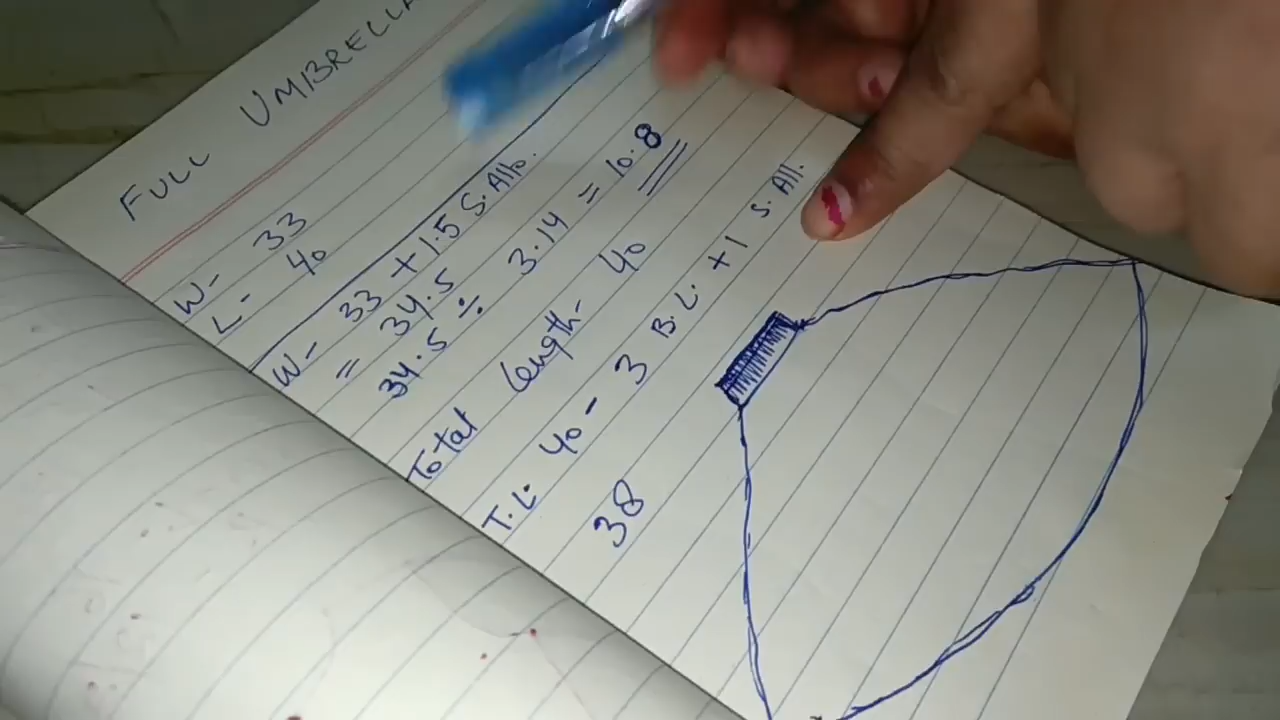 FULL UMBRELLA
W- 33
L- 40
W- 33 + 1.5 S. Allo.
= 34.5
34.5 ÷ 3.14 = 10.8
Total length- 40
T.L. 40 - 3 B.L. + 1 S. All.
38